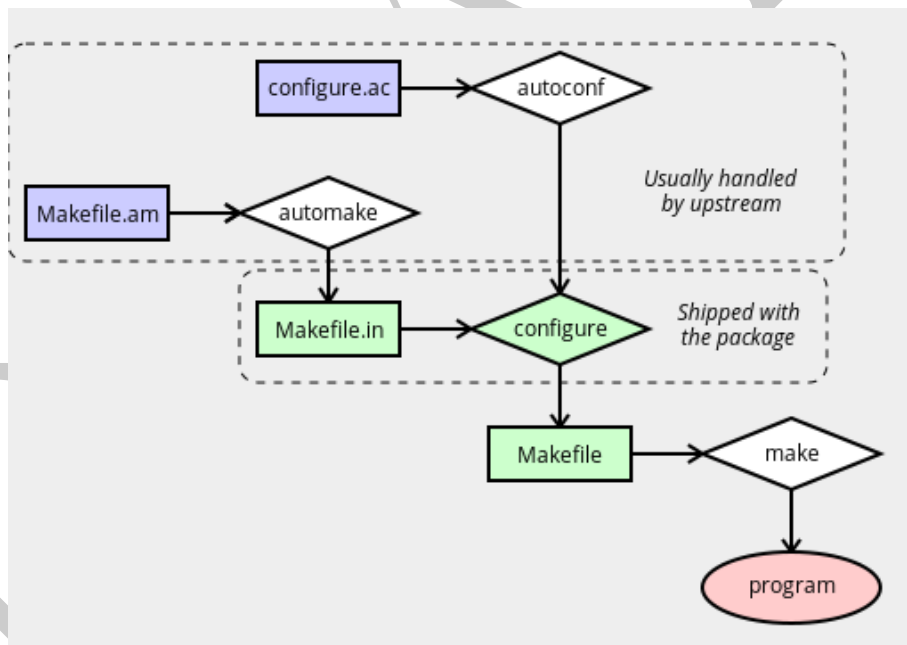 configure.ac
autoconf
Usually handled
by upstream
Makefile.am
automake
Makefile.in
configure
Shipped with
the package
Makefile
make
program